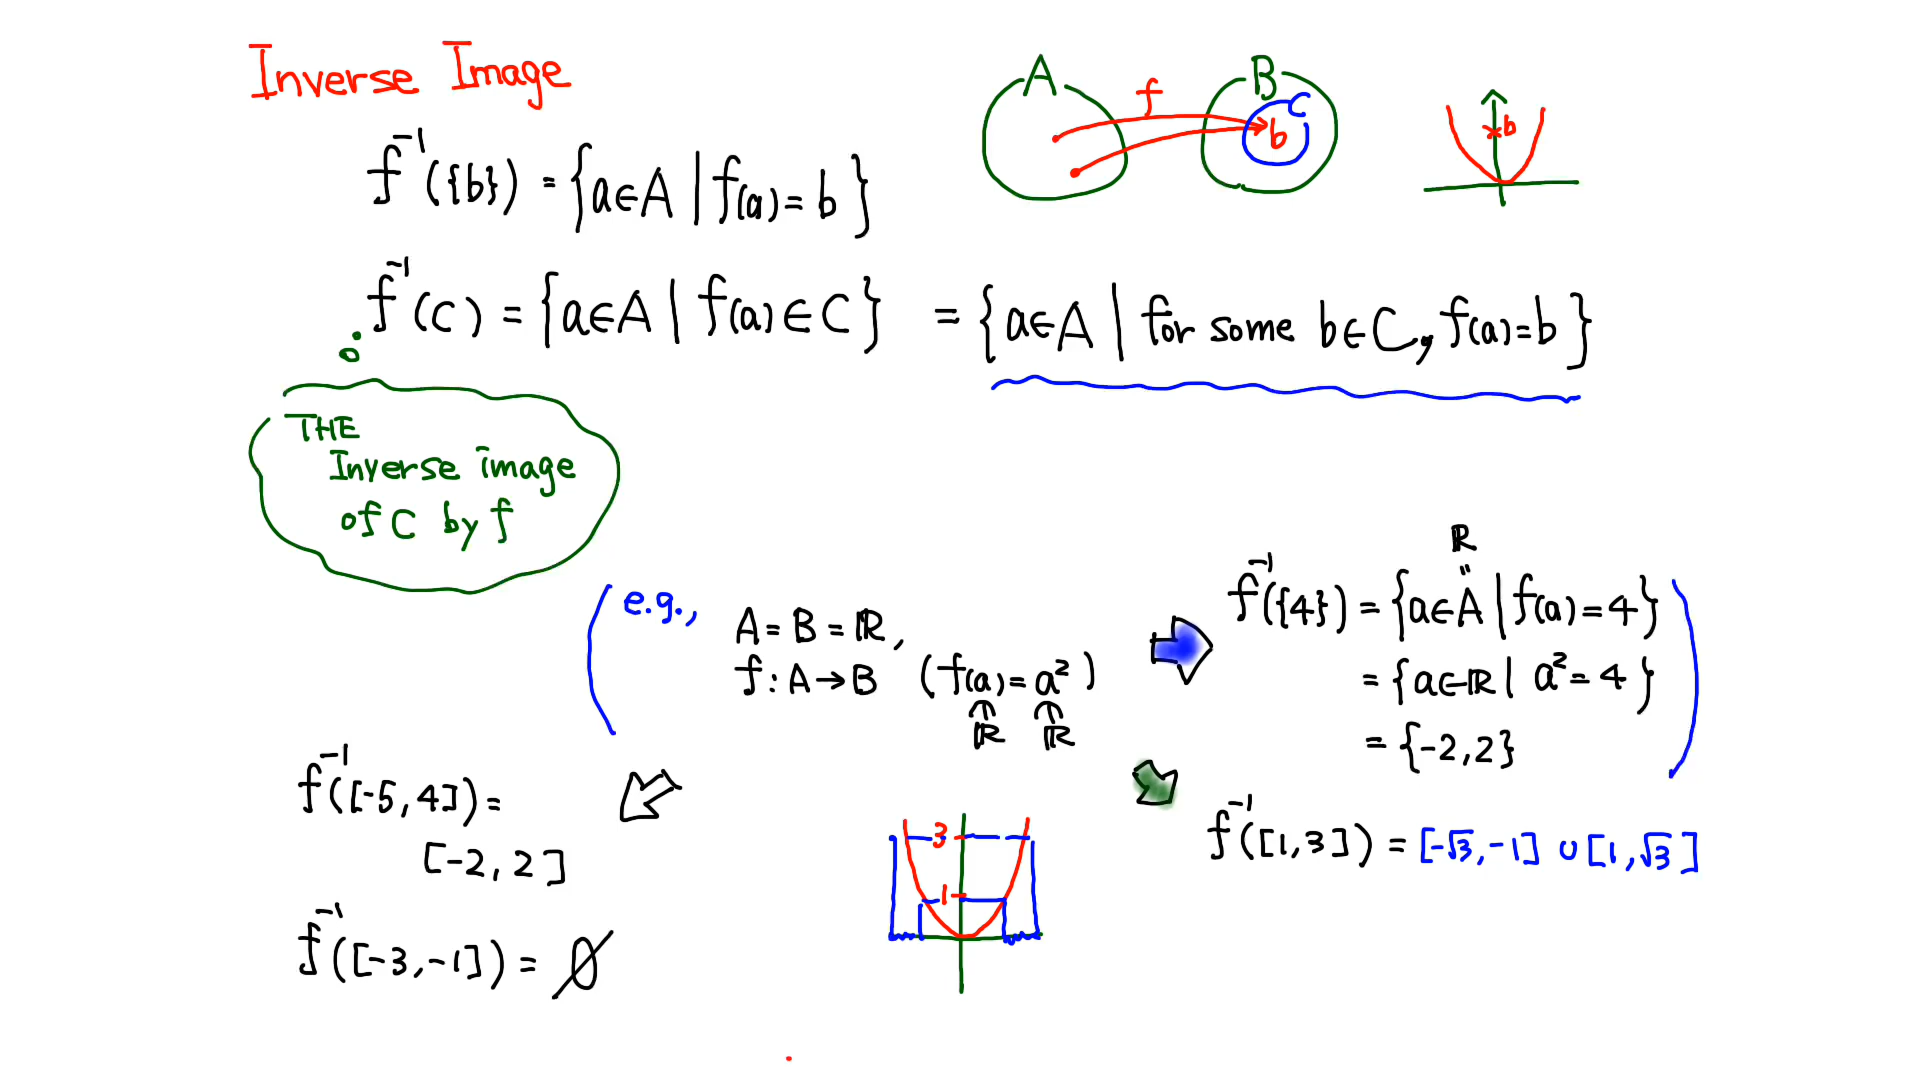 Inverse Image
f⁻¹({b}) = {a∈A | f(a) = b}
A f B C b
b
f⁻¹(C) = {a∈A | f(a) ∈ C} = {a∈A | for some b∈C, f(a)=b}
THE
Inverse image
of C by f
e.g., A = B = ℝ,
f : A → B (f(a) = a²)
ℝ ℝ
ℝ
"
f⁻¹({4}) = {a∈A | f(a) = 4}
= {a∈ℝ | a² = 4}
= {-2, 2}
f⁻¹([-5, 4]) =
[-2, 2]
f⁻¹([-3, -1]) = ∅
3
1
f⁻¹([1, 3]) = [-√3, -1] ∪ [1, √3]